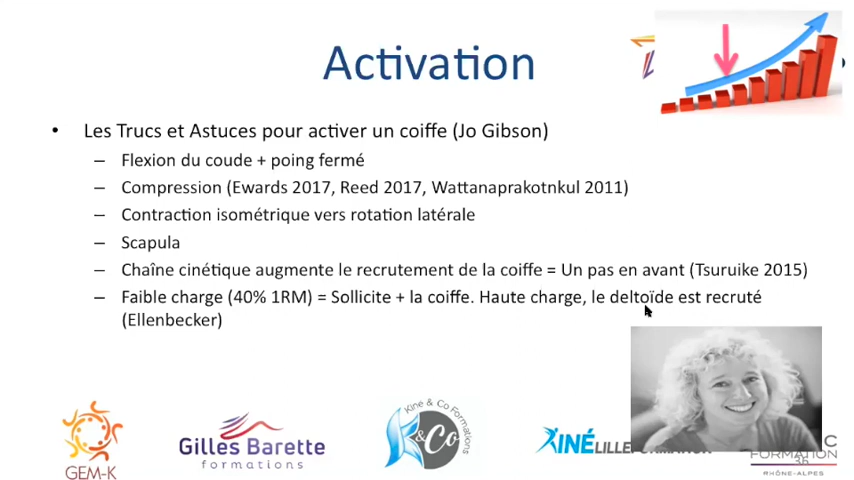 Activation
• Les Trucs et Astuces pour activer un coiffe (Jo Gibson)
– Flexion du coude + poing fermé
– Compression (Ewards 2017, Reed 2017, Wattanaprakotnkul 2011)
– Contraction isométrique vers rotation latérale
– Scapula
– Chaîne cinétique augmente le recrutement de la coiffe = Un pas en avant (Tsuruike 2015)
– Faible charge (40% 1RM) = Sollicite + la coiffe. Haute charge, le deltoïde est recruté
(Ellenbecker)
GEM-K
Gilles Barette
formations
Kiné & Co Formations
K&Co
KINÉLILLEFORMATION
C
FORMATION
36
RHÔNE-ALPES